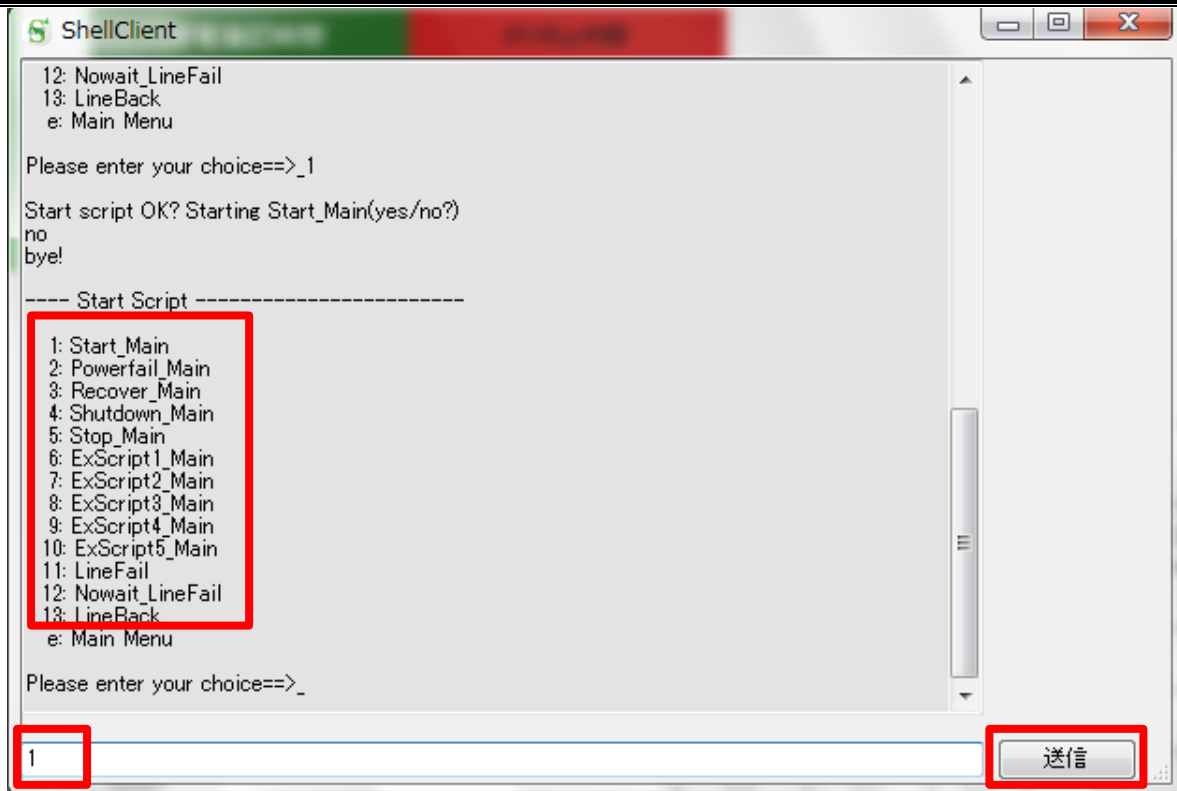 ShellClient
12: Nowait_LineFail
13: LineBack
e: Main Menu
Please enter your choice==>_1
Start script OK? Starting Start_Main(yes/no?)
no
bye!
---- Start Script ------------------------
1: Start_Main
2: Powerfail_Main
3: Recover_Main
4: Shutdown_Main
5: Stop_Main
6: ExScript1_Main
7: ExScript2_Main
8: ExScript3_Main
9: ExScript4_Main
10: ExScript5_Main
11: LineFail
12: Nowait_LineFail
13: LineBack
e: Main Menu
Please enter your choice==>_
1
送信